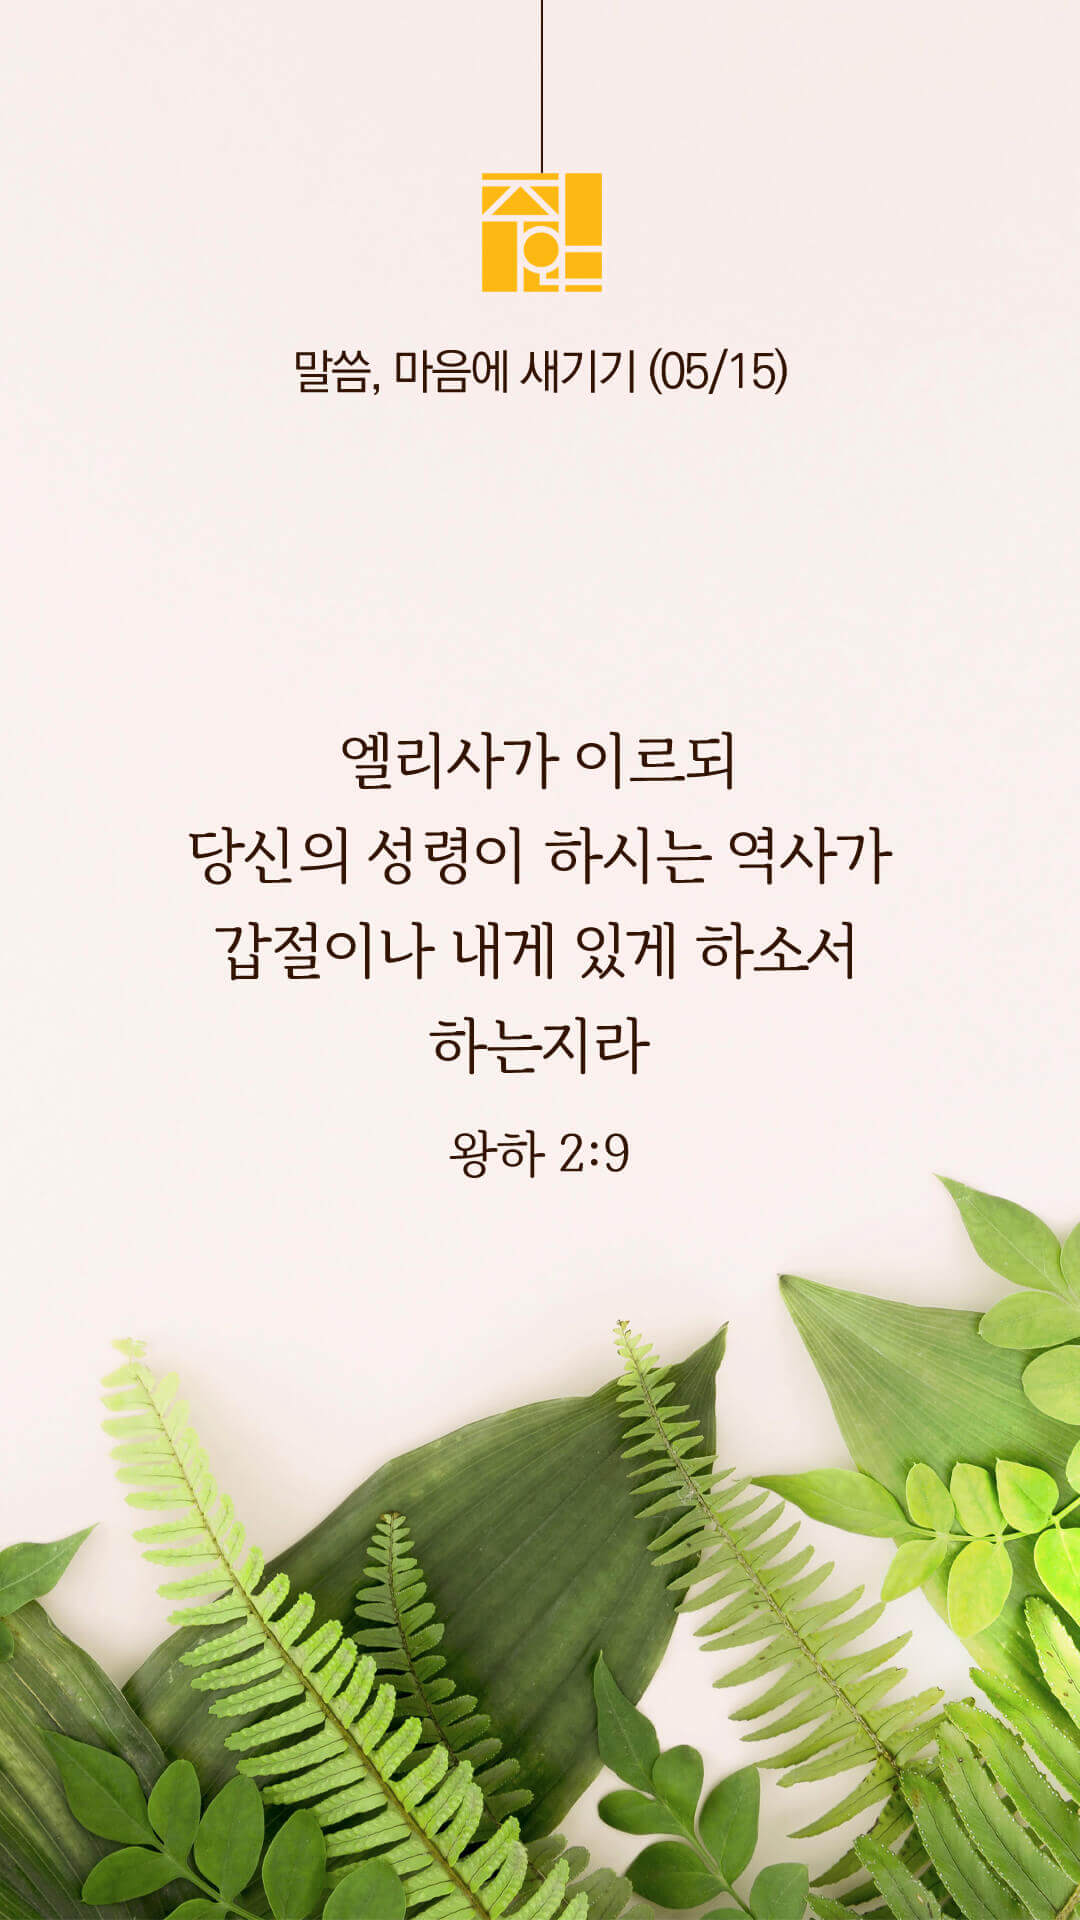 증인
말씀, 마음에 새기기 (05/15)
엘리사가 이르되
당신의 성령이 하시는 역사가
갑절이나 내게 있게 하소서
하는지라
왕하 2:9